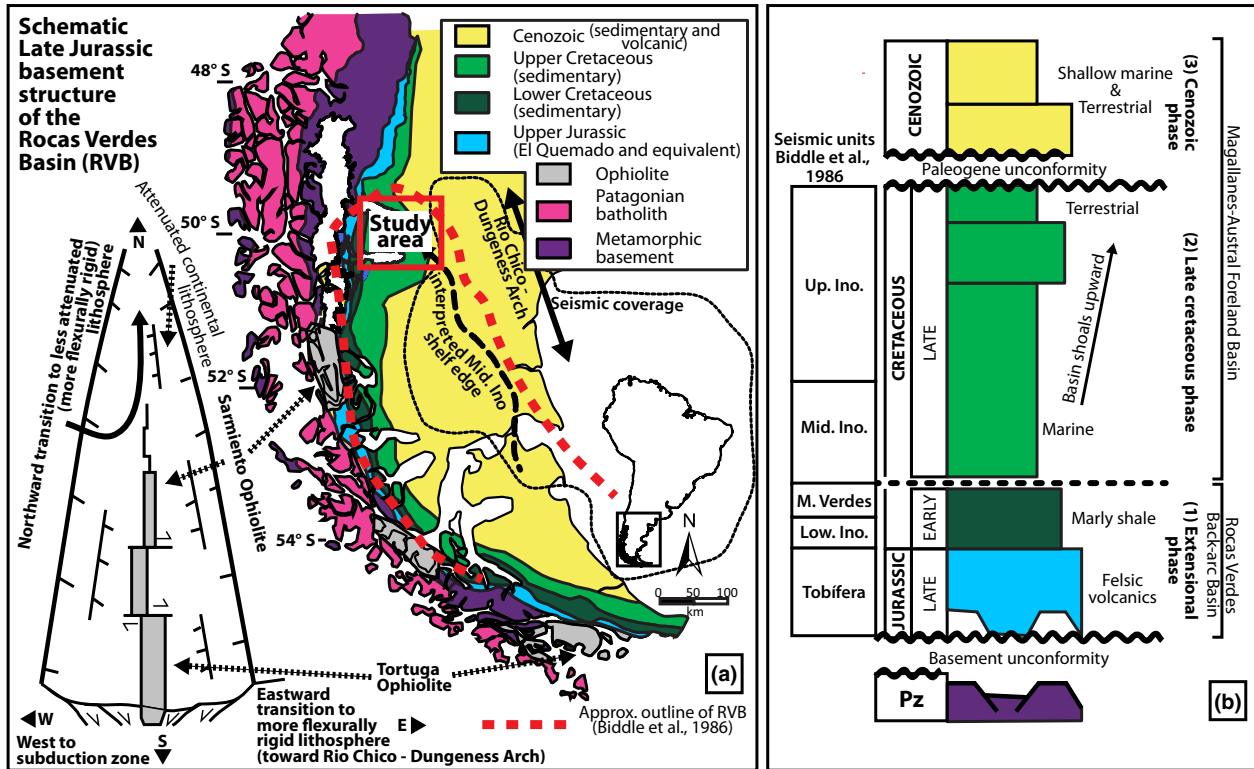 Schematic
Late Jurassic
basement
structure
of the
Rocas Verdes
Basin (RVB)
48° S
50° S
52° S
54° S
Cenozoic (sedimentary and
volcanic)
Upper Cretaceous
(sedimentary)
Lower Cretaceous
(sedimentary)
Upper Jurassic
(El Quemado and equivalent)
Ophiolite
Patagonian
batholith
Metamorphic
basement
Study
area
Rio Chico -
Dungeness Arch
Seismic coverage
interpreted Mid. Ino
shelf edge
N
Attenuated continental
lithosphere
Northward transition to less attenuated
(more flexurally rigid)
lithosphere
Sarmiento Ophiolite
Tortuga
Ophiolite
W
West to
subduction zone
S
Eastward
transition to
more flexurally
rigid lithosphere
(toward Rio Chico - Dungeness Arch)
E
Approx. outline of RVB
(Biddle et al., 1986)
N
0 50 100
km
(a)
Seismic units
Biddle et al.,
1986
Up. Ino.
Mid. Ino.
M. Verdes
Low. Ino.
Tobífera
CENOZOIC
CRETACEOUS
LATE
EARLY
JURASSIC
LATE
Pz
Shallow marine
&
Terrestrial
Paleogene unconformity
Terrestrial
Basin shoals upward
Marine
Marly shale
Felsic
volcanics
Basement unconformity
(3) Cenozoic
phase
(2) Late cretaceous phase
(1) Extensional
phase
Magallanes-Austral Foreland Basin
Rocas Verdes
Back-arc Basin
(b)